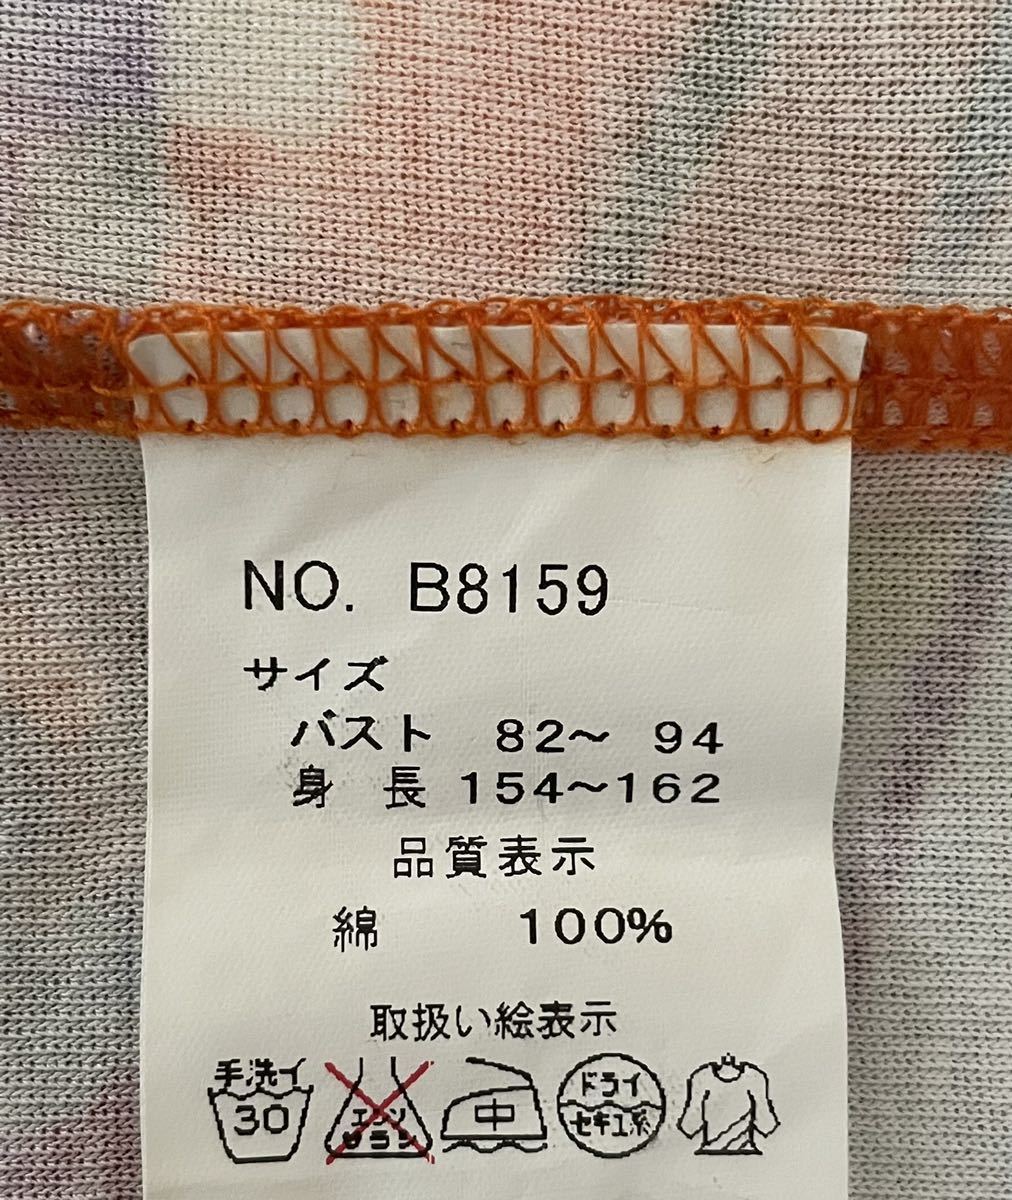 NO. B8159
サイズ
バスト 82～ 94
身 長 154～162
品質表示
綿 100%
取扱い絵表示
手洗イ 30
エンソ サラシ
中
ドライ セキユ系